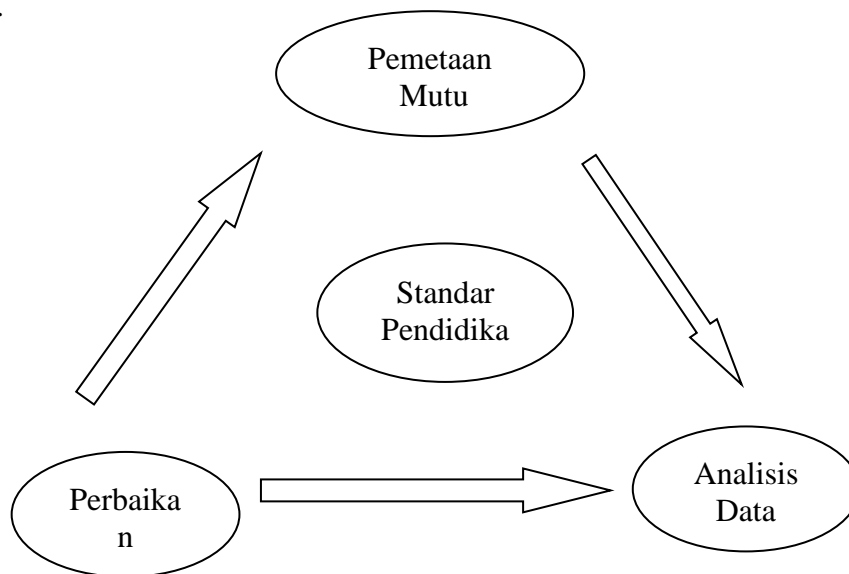 .
Pemetaan
Mutu
Standar
Pendidika
Perbaika
n
Analisis
Data